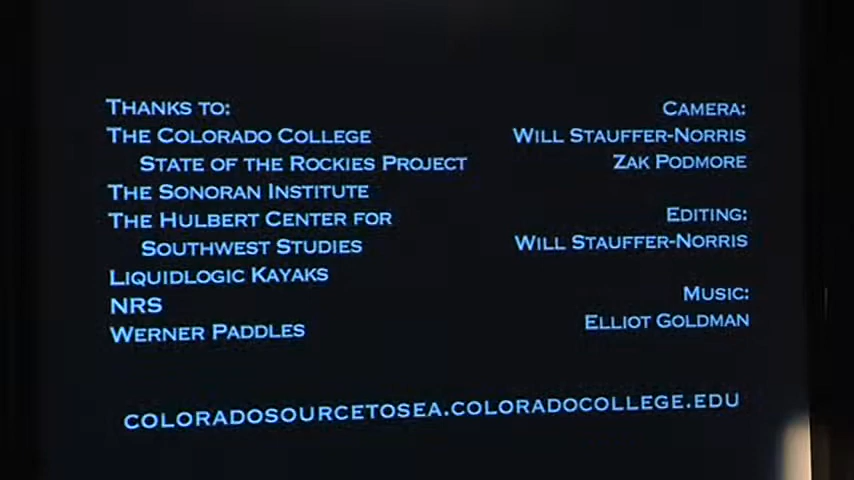 THANKS TO:
THE COLORADO COLLEGE
STATE OF THE ROCKIES PROJECT
THE SONORAN INSTITUTE
THE HULBERT CENTER FOR
SOUTHWEST STUDIES
LIQUIDLOGIC KAYAKS
NRS
WERNER PADDLES
CAMERA:
WILL STAUFFER-NORRIS
ZAK PODMORE
EDITING:
WILL STAUFFER-NORRIS
MUSIC:
ELLIOT GOLDMAN
COLORADOSOURCETOSEA.COLORADOCOLLEGE.EDU